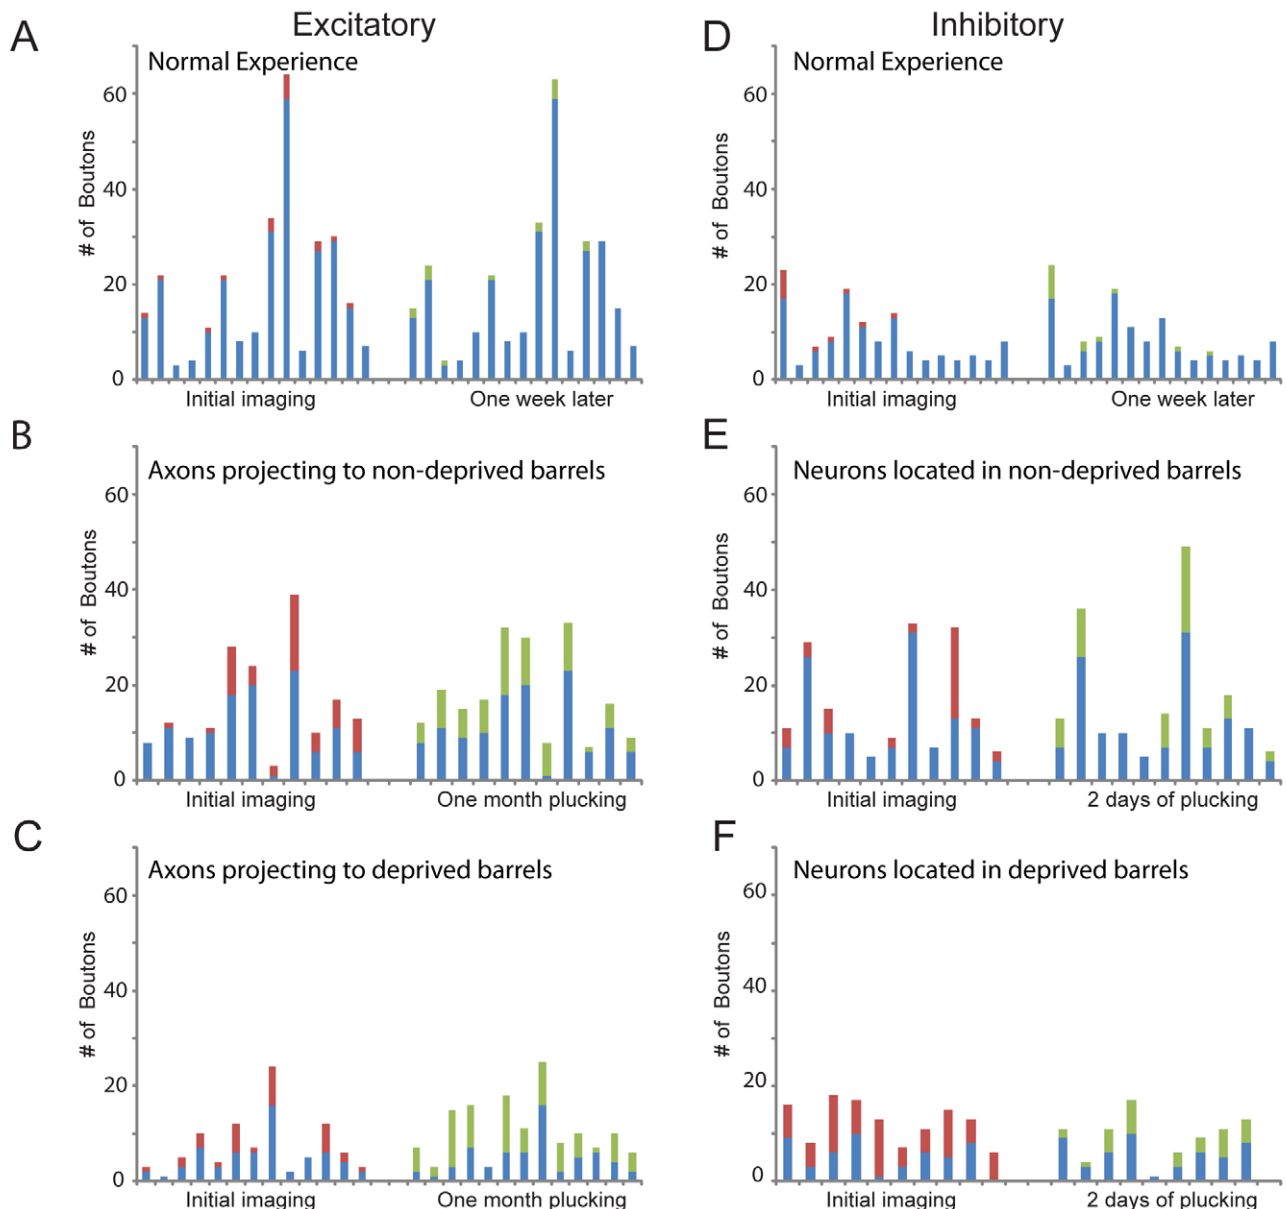 Excitatory
Inhibitory
A
Normal Experience
# of Boutons
60
40
20
0
Initial imaging
One week later
D
Normal Experience
# of Boutons
60
40
20
0
Initial imaging
One week later
B
Axons projecting to non-deprived barrels
# of Boutons
60
40
20
0
Initial imaging
One month plucking
E
Neurons located in non-deprived barrels
# of Boutons
60
40
20
0
Initial imaging
2 days of plucking
C
Axons projecting to deprived barrels
# of Boutons
60
40
20
0
Initial imaging
One month plucking
F
Neurons located in deprived barrels
# of Boutons
60
40
20
0
Initial imaging
2 days of plucking